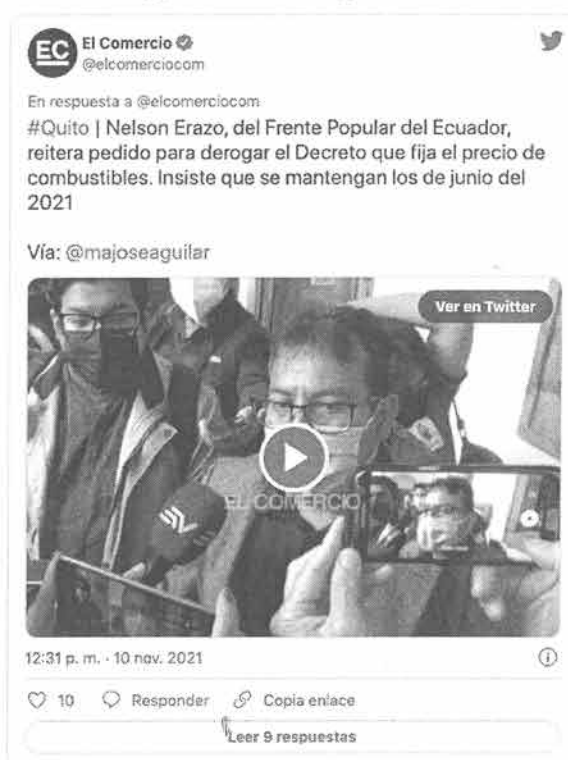 EC
El Comercio
@elcomerciocom
En respuesta a @elcomerciocom
#Quito | Nelson Erazo, del Frente Popular del Ecuador,
reitera pedido para derogar el Decreto que fija el precio de
combustibles. Insiste que se mantengan los de junio del
2021
Vía: @majoseaguilar
Ver en Twitter
EL COMERCIO
12:31 p. m. · 10 nov. 2021
10 Responder Copia enlace
Leer 9 respuestas